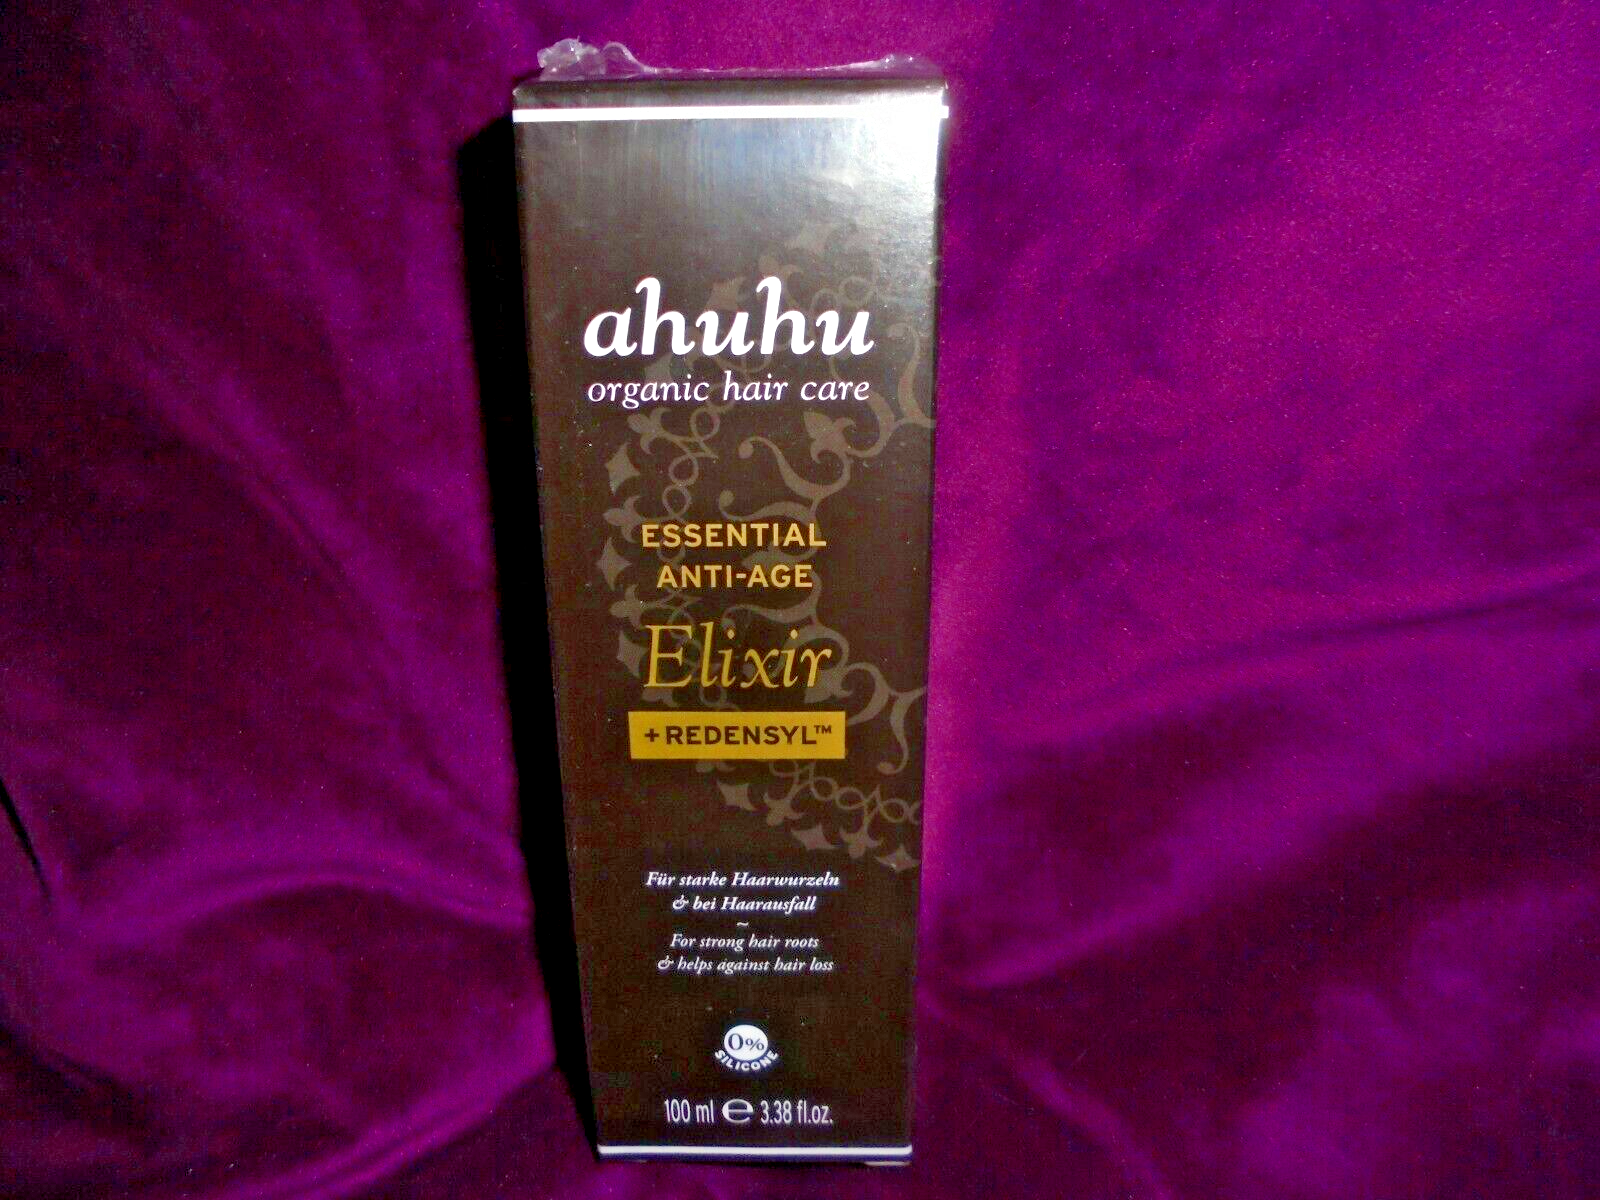 ahuhu
organic hair care
ESSENTIAL
ANTI-AGE
Elixir
+REDENSYL™
Für starke Haarwurzeln
& bei Haarausfall
~
For strong hair roots
& helps against hair loss
0%
SILICONE
100 ml ℮ 3.38 fl.oz.